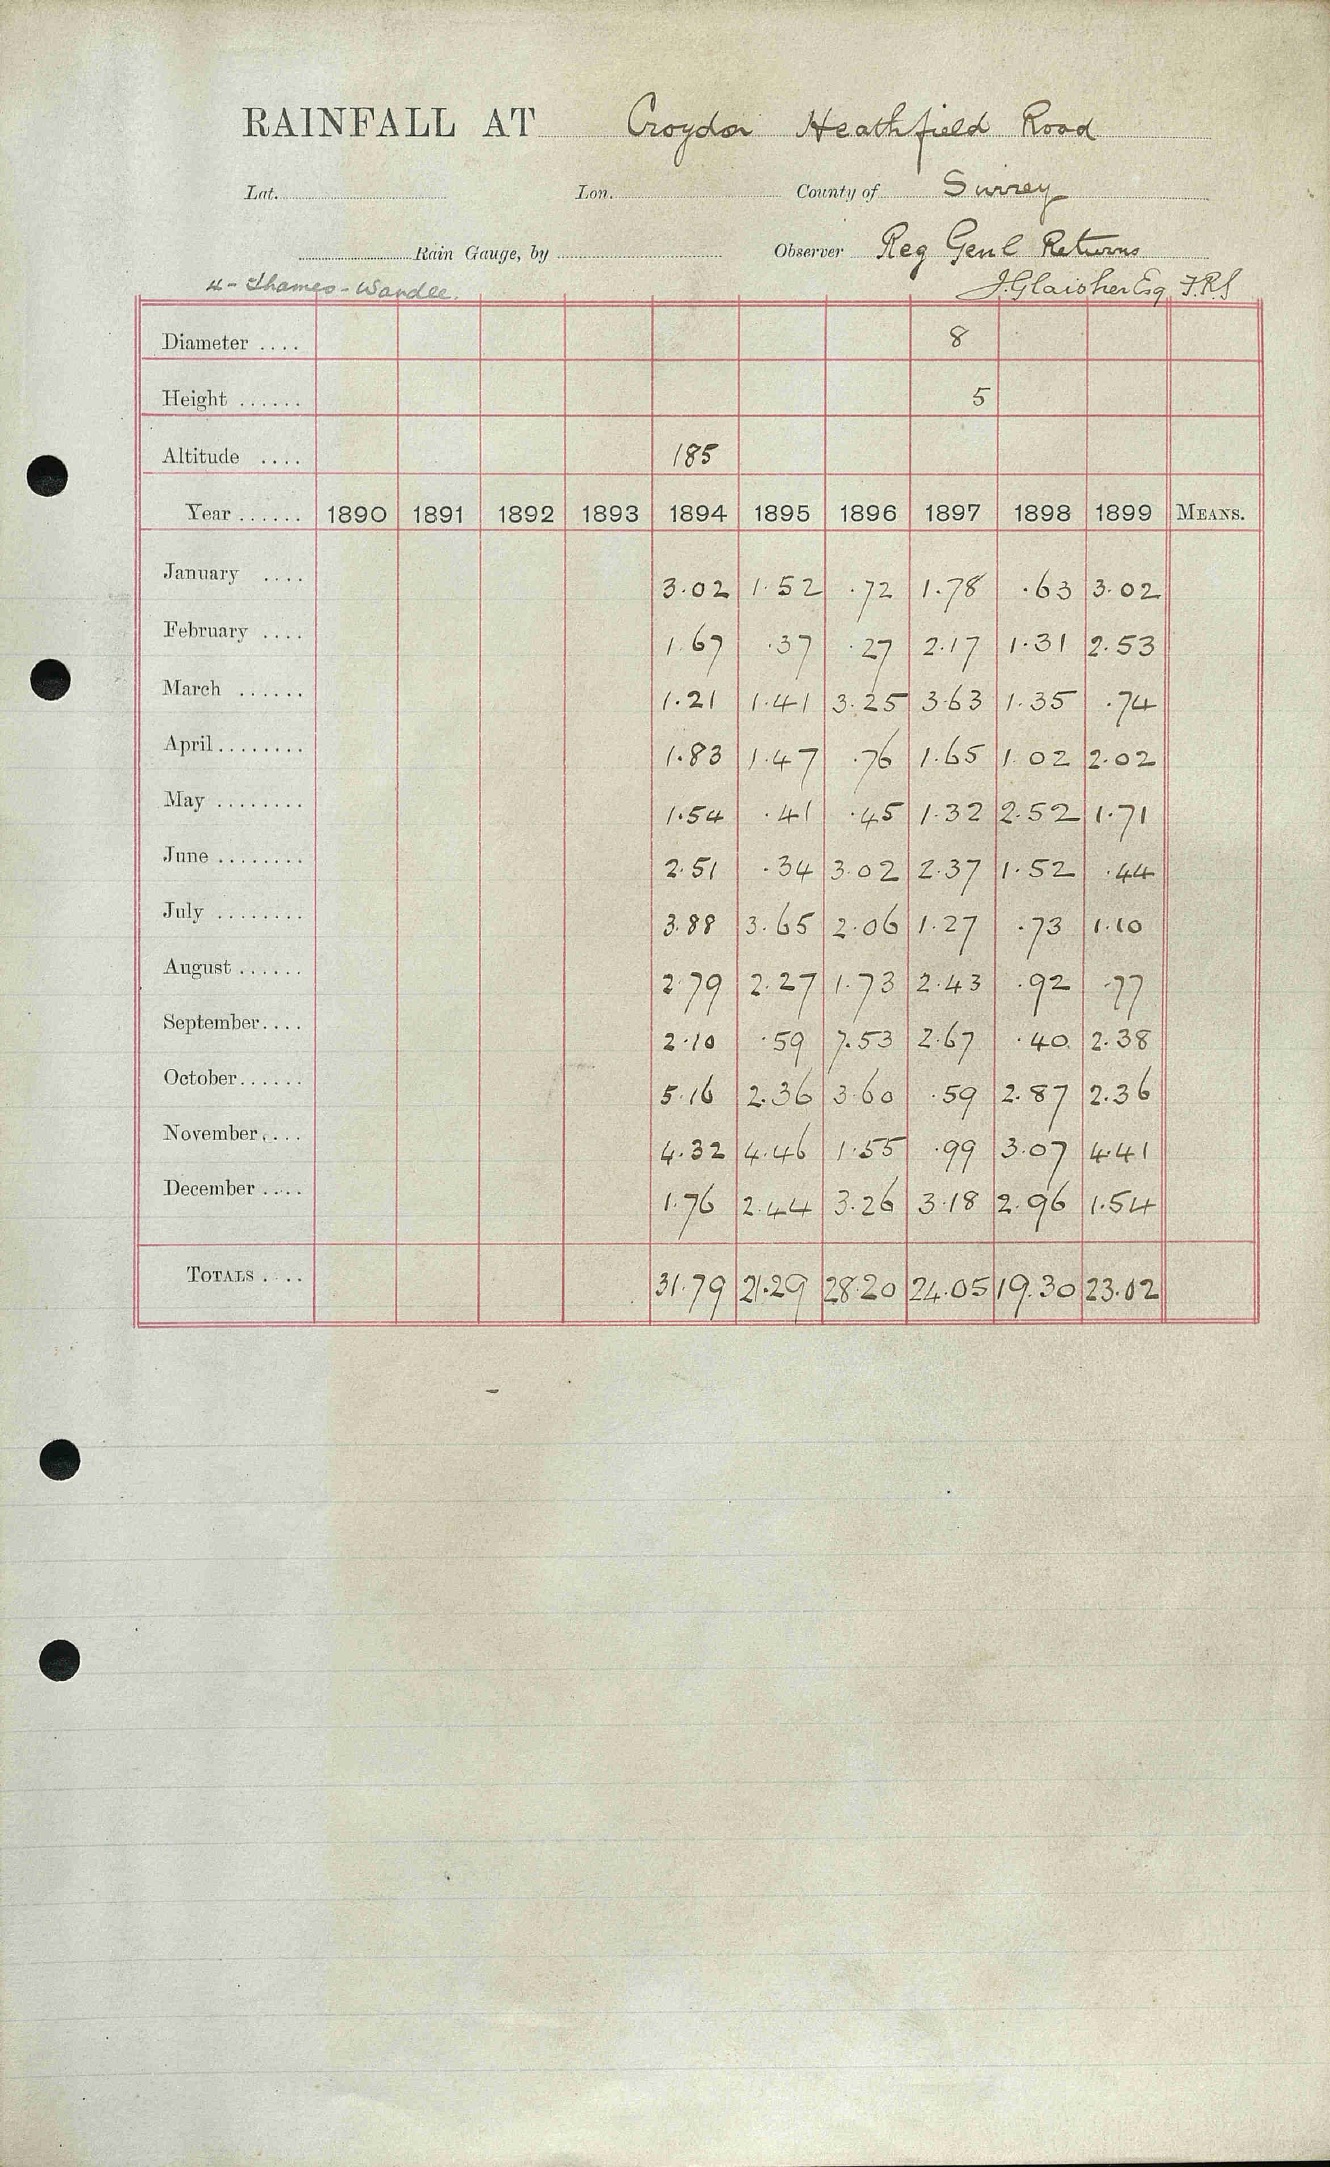 RAINFALL AT Croydon Heathfield Road
Lat. Lon. County of Surrey
Rain Gauge, by Observer Reg Genl Returns
4 - Thames - Wandle. J. Glaisher Esq F.R.S
Diameter .... 8
Height ...... 5
Altitude .... 185
Year ...... 1890 1891 1892 1893 1894 1895 1896 1897 1898 1899 MEANS.
January .... 3.02 1.52 .72 1.78 .63 3.02
February .... 1.67 .37 .27 2.17 1.31 2.53
March ...... 1.21 1.41 3.25 3.63 1.35 .74
April ........ 1.83 1.47 .76 1.65 1.02 2.02
May ........ 1.54 .41 .45 1.32 2.52 1.71
June ........ 2.51 .34 3.02 2.37 1.52 .44
July ........ 3.88 3.65 2.06 1.27 .73 1.10
August ...... 2.79 2.27 1.73 2.43 .92 .77
September .... 2.10 .59 7.53 2.67 .40 2.38
October ...... 5.16 2.36 3.60 .59 2.87 2.36
November .... 4.32 4.46 1.55 .99 3.07 4.41
December .... 1.76 2.44 3.26 3.18 2.96 1.54
TOTALS .... 31.79 21.29 28.20 24.05 19.30 23.02